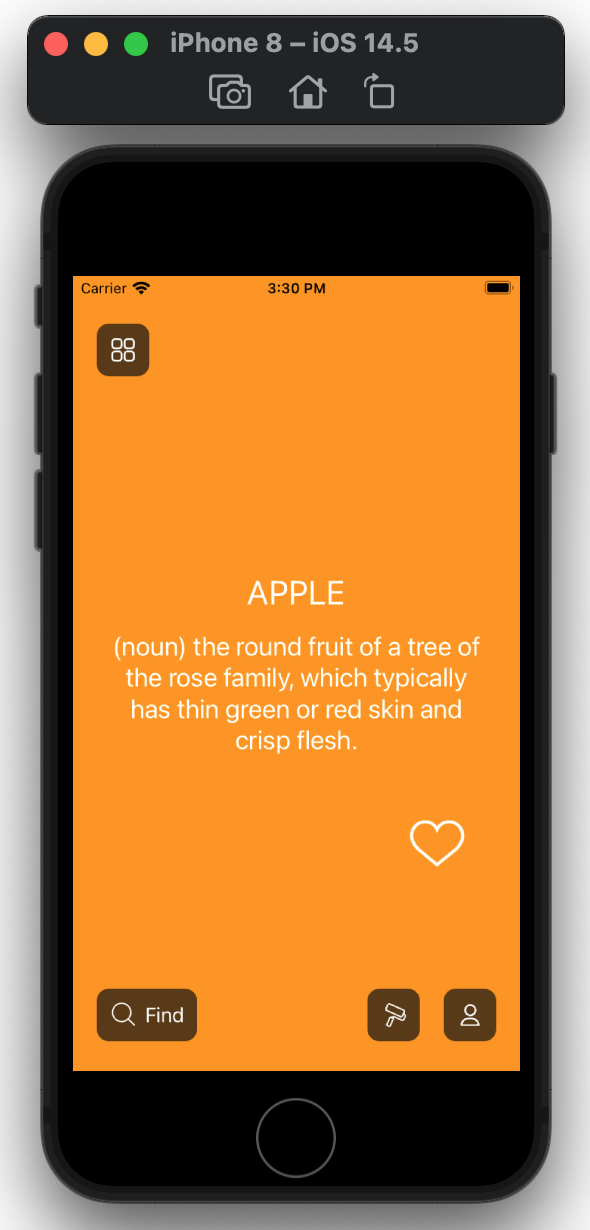 iPhone 8 – iOS 14.5
Carrier
3:30 PM
APPLE
(noun) the round fruit of a tree of
the rose family, which typically
has thin green or red skin and
crisp flesh.
Find